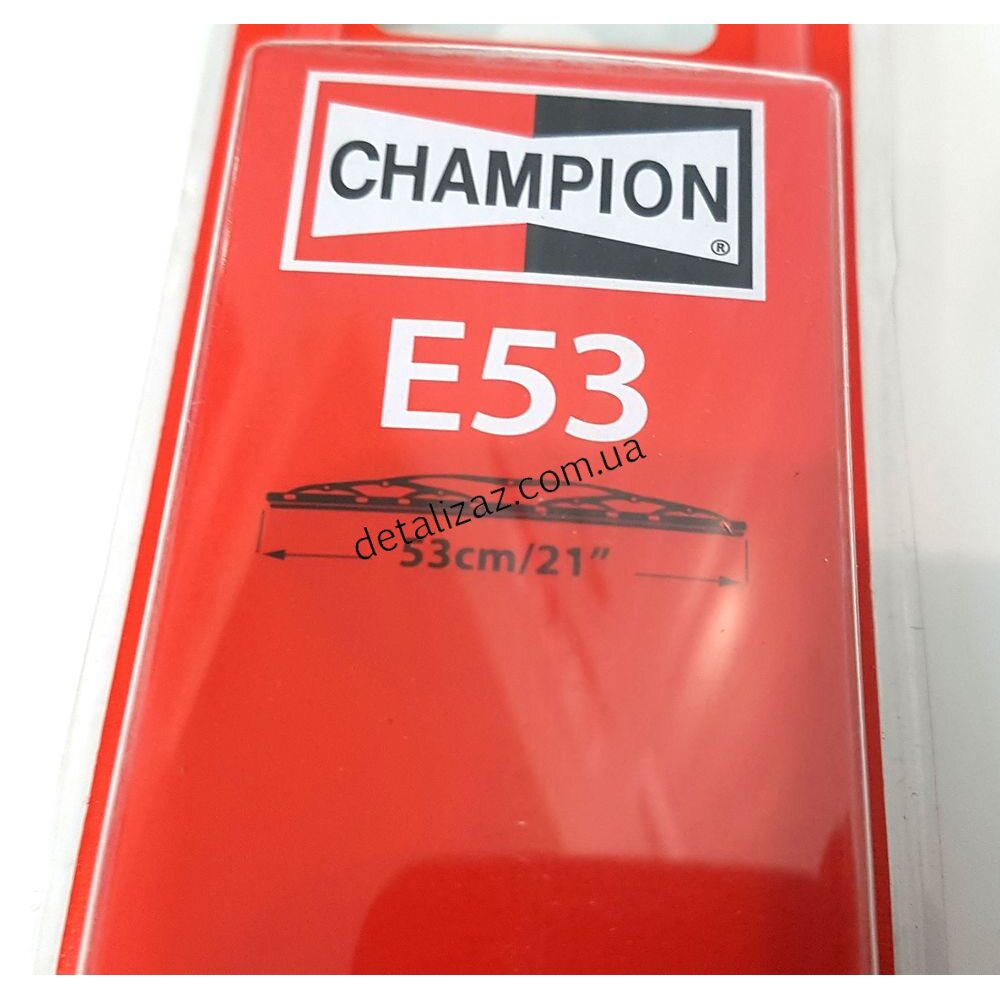 CHAMPION
®
E53
detalizaz.com.ua
53cm/21”